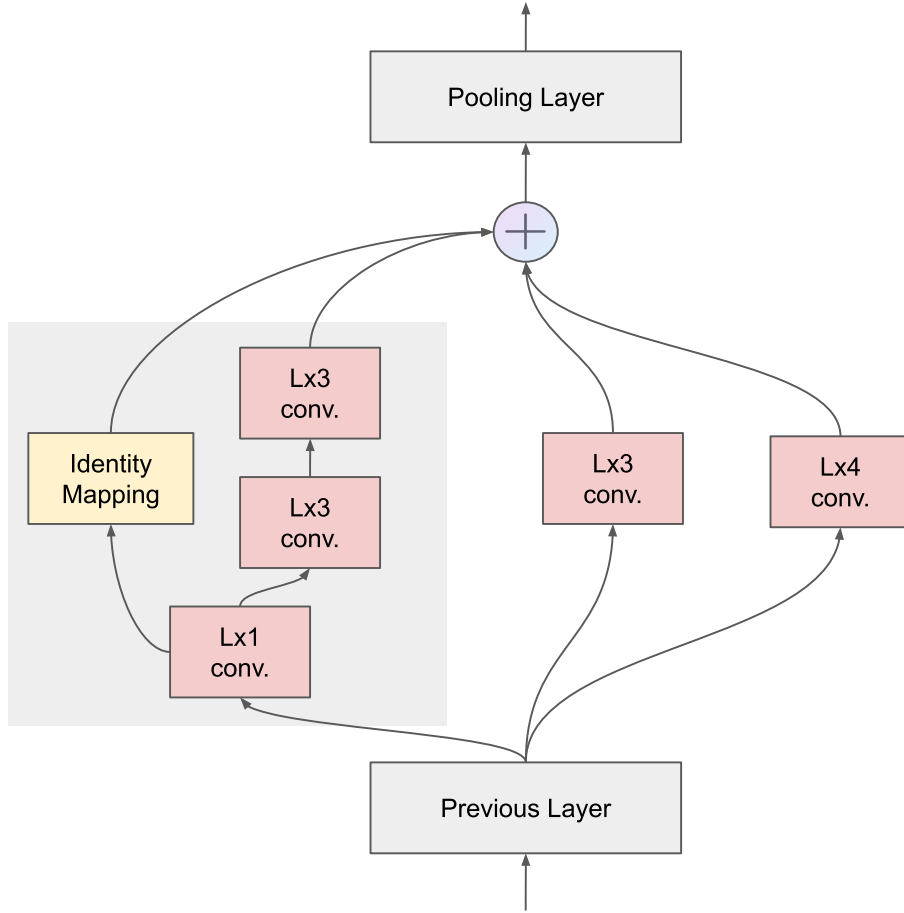 Pooling Layer
Lx3
conv.
Identity
Mapping
Lx3
conv.
Lx4
conv.
Lx3
conv.
Lx1
conv.
Previous Layer